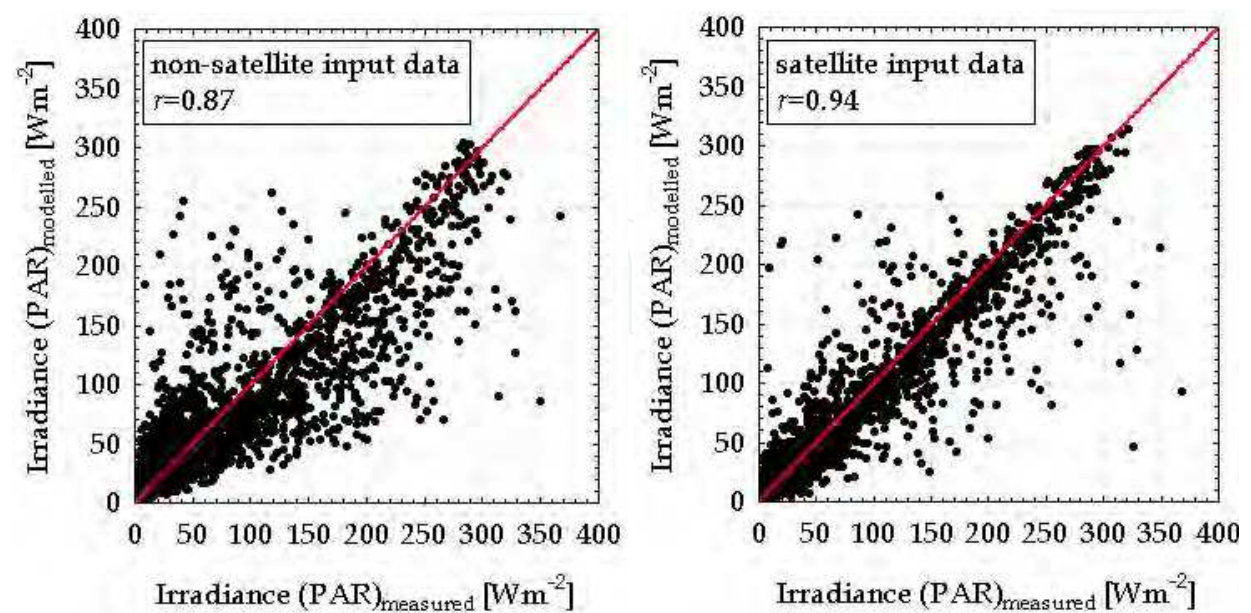 non-satellite input data
r=0.87
Irradiance (PAR)modelled [Wm-2]
400
350
300
250
200
150
100
50
0
0 50 100 150 200 250 300 350 400
Irradiance (PAR)measured [Wm-2]
satellite input data
r=0.94
Irradiance (PAR)modelled [Wm-2]
400
350
300
250
200
150
100
50
0
0 50 100 150 200 250 300 350 400
Irradiance (PAR)measured [Wm-2]